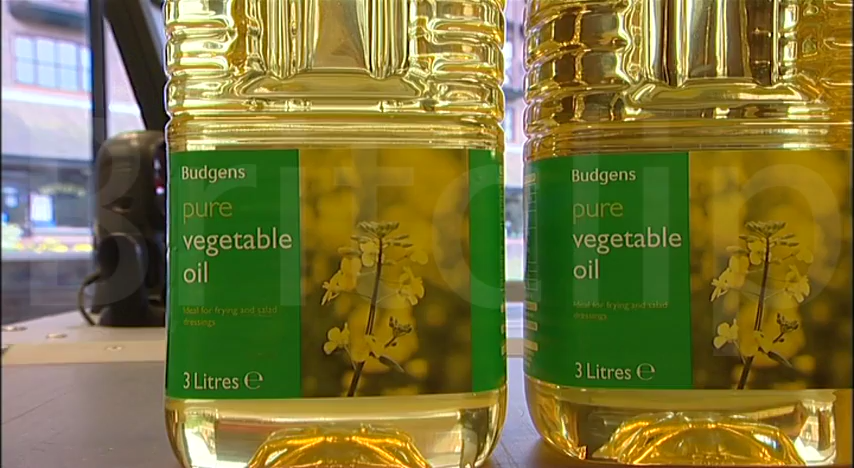 Budgens
pure
vegetable
oil
Ideal for frying and salad
dressings
3 Litres ℮
Budgens
pure
vegetable
oil
Ideal for frying and salad
dressings
3 Litres ℮
Britclip